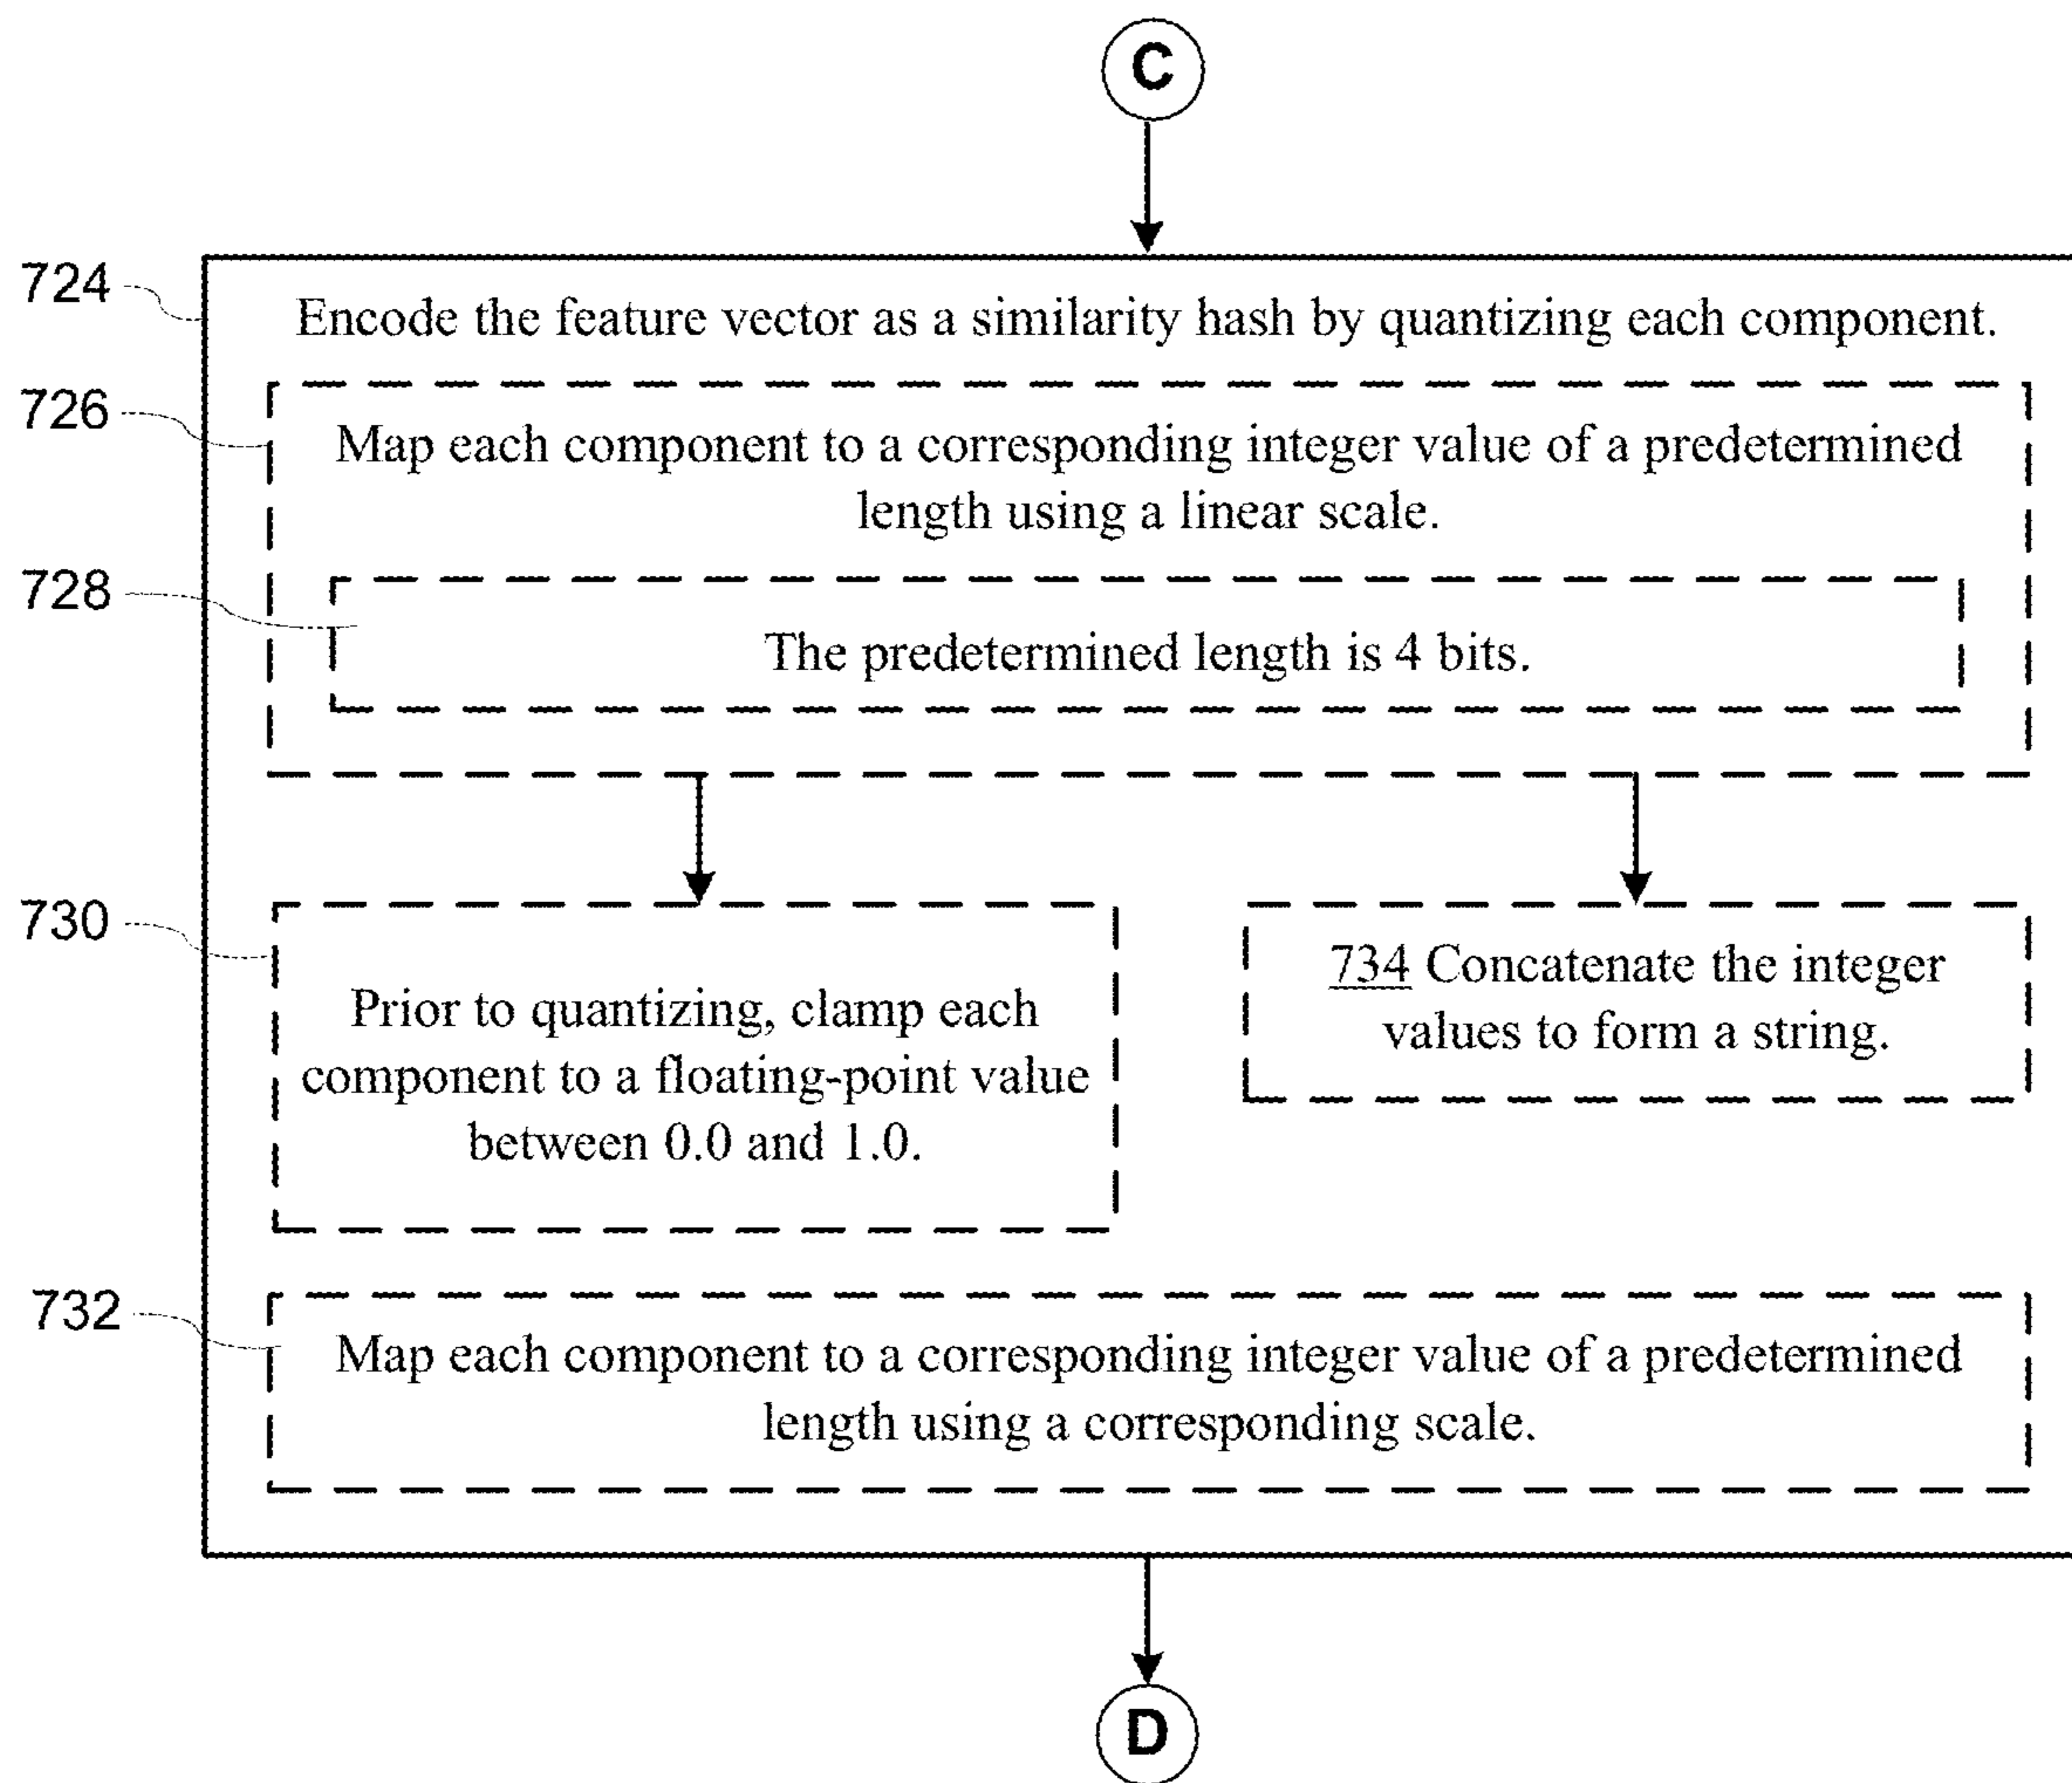 C
724
Encode the feature vector as a similarity hash by quantizing each component.
726
Map each component to a corresponding integer value of a predetermined
length using a linear scale.
728
The predetermined length is 4 bits.
730
Prior to quantizing, clamp each
component to a floating-point value
between 0.0 and 1.0.
734 Concatenate the integer
values to form a string.
732
Map each component to a corresponding integer value of a predetermined
length using a corresponding scale.
D